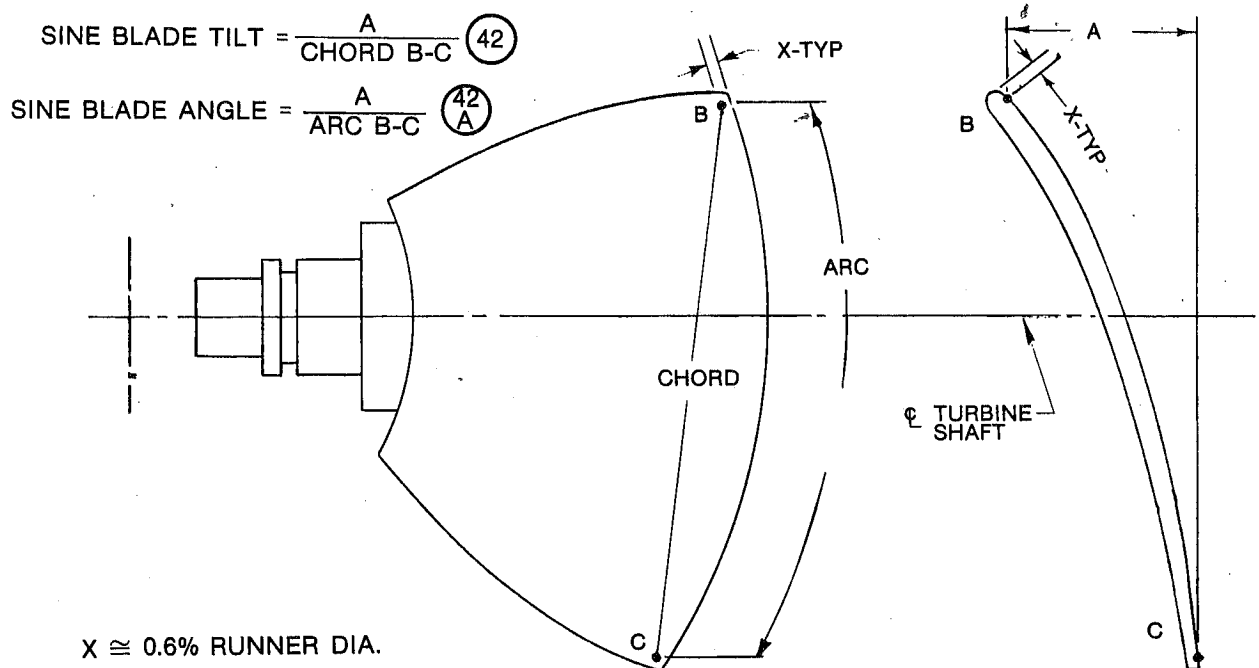 SINE BLADE TILT = A / CHORD B-C 42
SINE BLADE ANGLE = A / ARC B-C 42 A
X-TYP
A
B
B
X-TYP
ARC
CHORD
℄ TURBINE
SHAFT
C
C
X ≅ 0.6% RUNNER DIA.